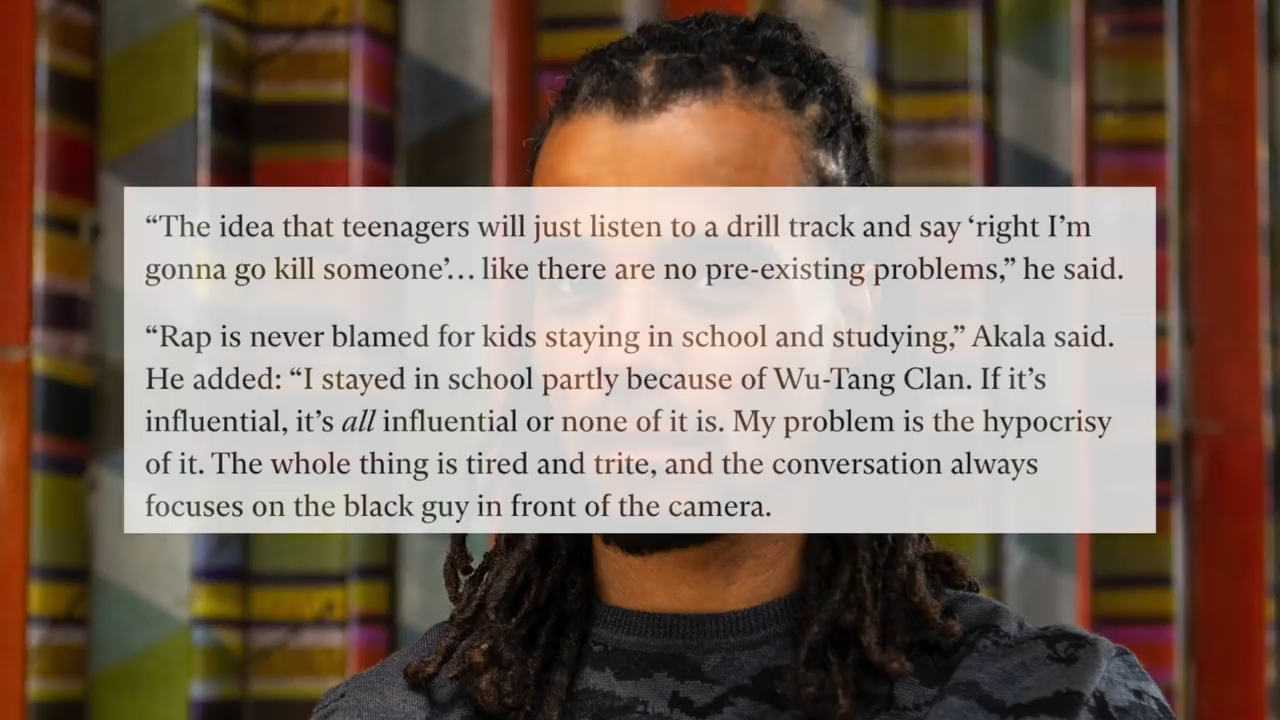 “The idea that teenagers will just listen to a drill track and say ‘right I’m
gonna go kill someone’… like there are no pre-existing problems,” he said.
“Rap is never blamed for kids staying in school and studying,” Akala said.
He added: “I stayed in school partly because of Wu-Tang Clan. If it’s
influential, it’s all influential or none of it is. My problem is the hypocrisy
of it. The whole thing is tired and trite, and the conversation always
focuses on the black guy in front of the camera.